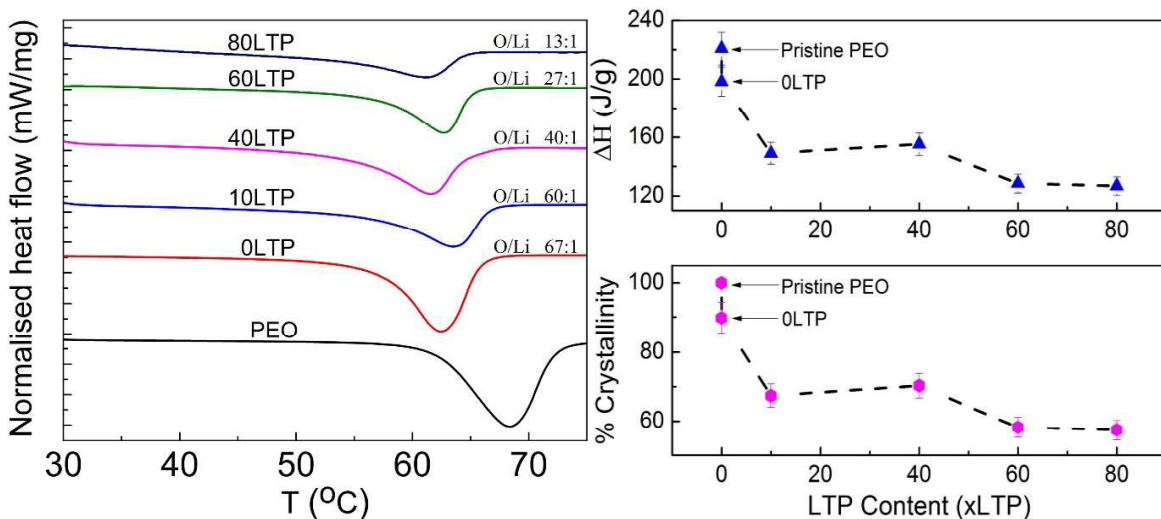 Normalised heat flow (mW/mg)
80LTP O/Li 13:1
60LTP O/Li 27:1
40LTP O/Li 40:1
10LTP O/Li 60:1
0LTP O/Li 67:1
PEO
30 40 50 60 70
T (⁰C)
ΔH (J/g)
240
200
160
120
Pristine PEO
0LTP
0 20 40 60 80
% Crystallinity
100
80
60
Pristine PEO
0LTP
0 20 40 60 80
LTP Content (xLTP)